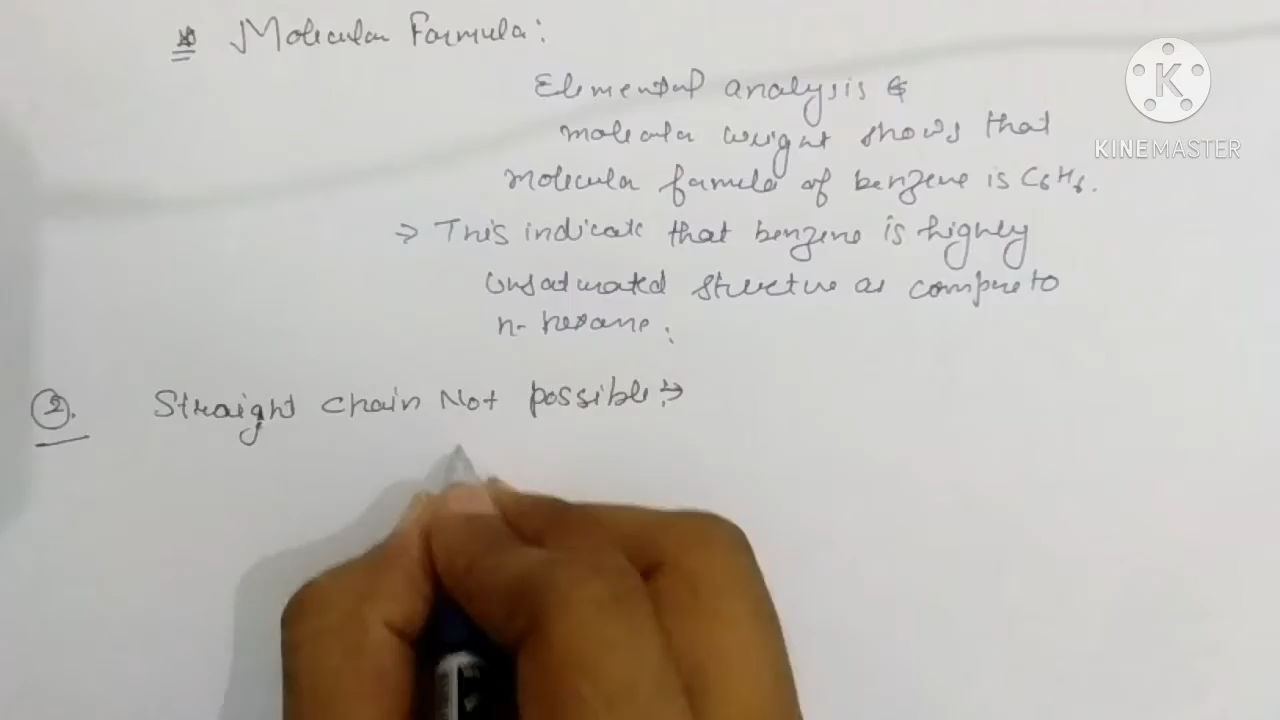 * Molecular Formula:
K
KINEMASTER
Elemental analysis &
molecular weight shows that
molecular formula of benzene is C6H6.
→ This indicate that benzene is highly
unsaturated structure as compare to
n-hexane.
2. Straight chain Not possible :→